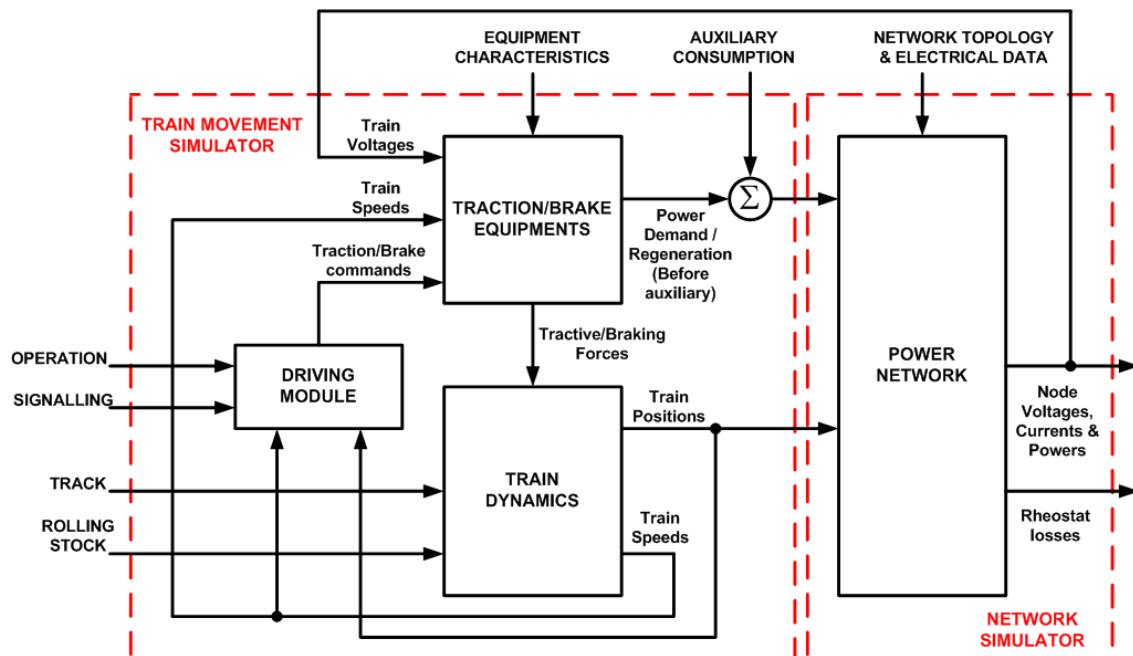 EQUIPMENT
CHARACTERISTICS
AUXILIARY
CONSUMPTION
NETWORK TOPOLOGY
& ELECTRICAL DATA
TRAIN MOVEMENT
SIMULATOR
Train
Voltages
Train
Speeds
Traction/Brake
commands
TRACTION/BRAKE
EQUIPMENTS
Σ
Power
Demand /
Regeneration
(Before
auxiliary)
Tractive/Braking
Forces
OPERATION
SIGNALLING
DRIVING
MODULE
POWER
NETWORK
Train
Positions
Node
Voltages,
Currents &
Powers
TRACK
ROLLING
STOCK
TRAIN
DYNAMICS
Train
Speeds
Rheostat
losses
NETWORK
SIMULATOR